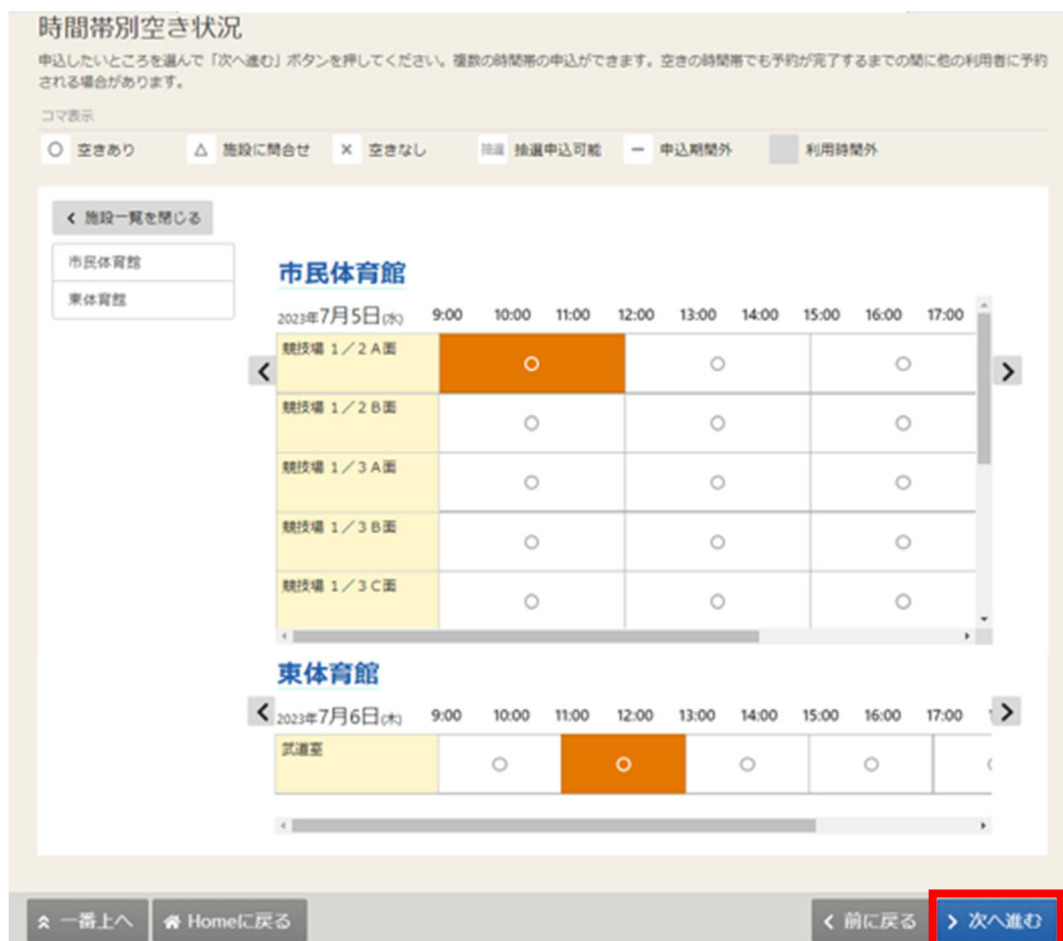 時間帯別空き状況
申込したいところを選んで「次へ進む」ボタンを押してください。複数の時間帯の申込ができます。空きの時間帯でも予約が完了するまでの間に他の利用者に予約
される場合があります。
コマ表示
○ 空きあり △ 施設に問合せ × 空きなし 抽選 抽選申込可能 － 申込期間外 利用時間外
< 施設一覧を閉じる
市民体育館
東体育館
市民体育館
2023年7月5日(水) 9:00 10:00 11:00 12:00 13:00 14:00 15:00 16:00 17:00
競技場 1／2 A面 ○ ○ ○
競技場 1／2 B面 ○ ○ ○
競技場 1／3 A面 ○ ○ ○
競技場 1／3 B面 ○ ○ ○
競技場 1／3 C面 ○ ○ ○
東体育館
2023年7月6日(木) 9:00 10:00 11:00 12:00 13:00 14:00 15:00 16:00 17:00
武道室 ○ ○ ○ ○
一番上へ Homeに戻る < 前に戻る > 次へ進む